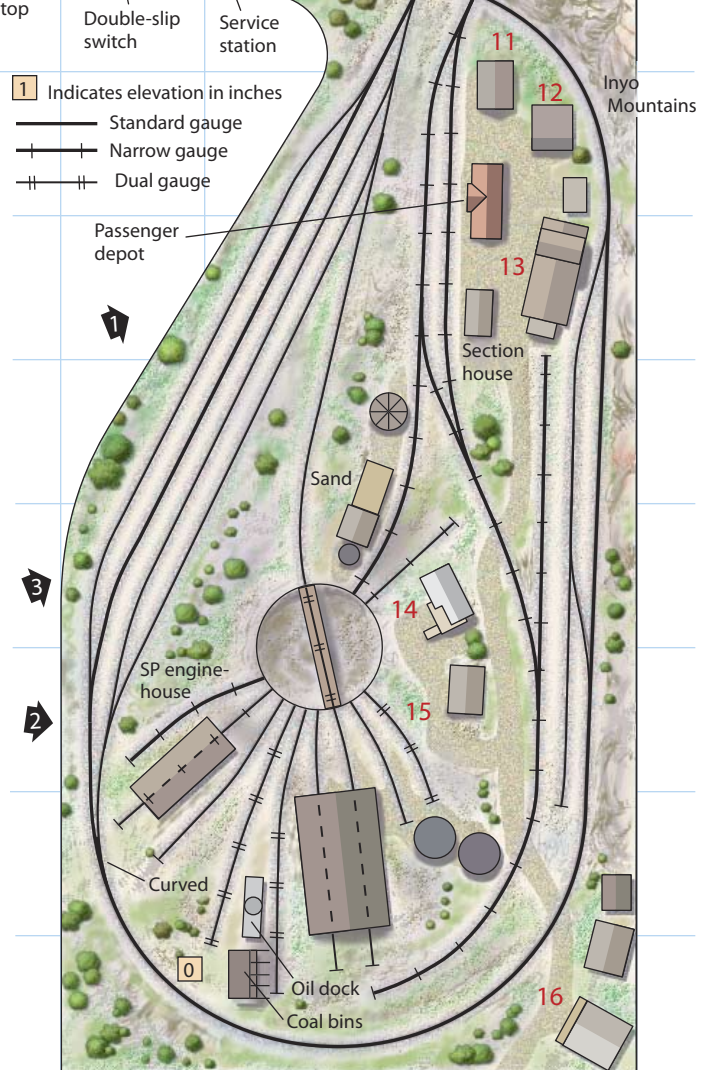 top
Double-slip
switch
Service
station
1 Indicates elevation in inches
Standard gauge
Narrow gauge
Dual gauge
11
12
Inyo
Mountains
Passenger
depot
13
1
Section
house
Sand
3
14
SP engine-
house
15
2
Curved
0
Oil dock
Coal bins
16